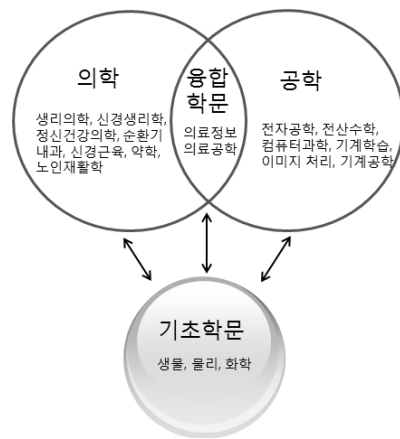 의학
생리의학, 신경생리학,
정신건강의학, 순환기
내과, 신경근육, 약학,
노인재활학
융합
학문
의료정보
의료공학
공학
전자공학, 전산수학,
컴퓨터과학, 기계학습,
이미지 처리, 기계공학
기초학문
생물, 물리, 화학